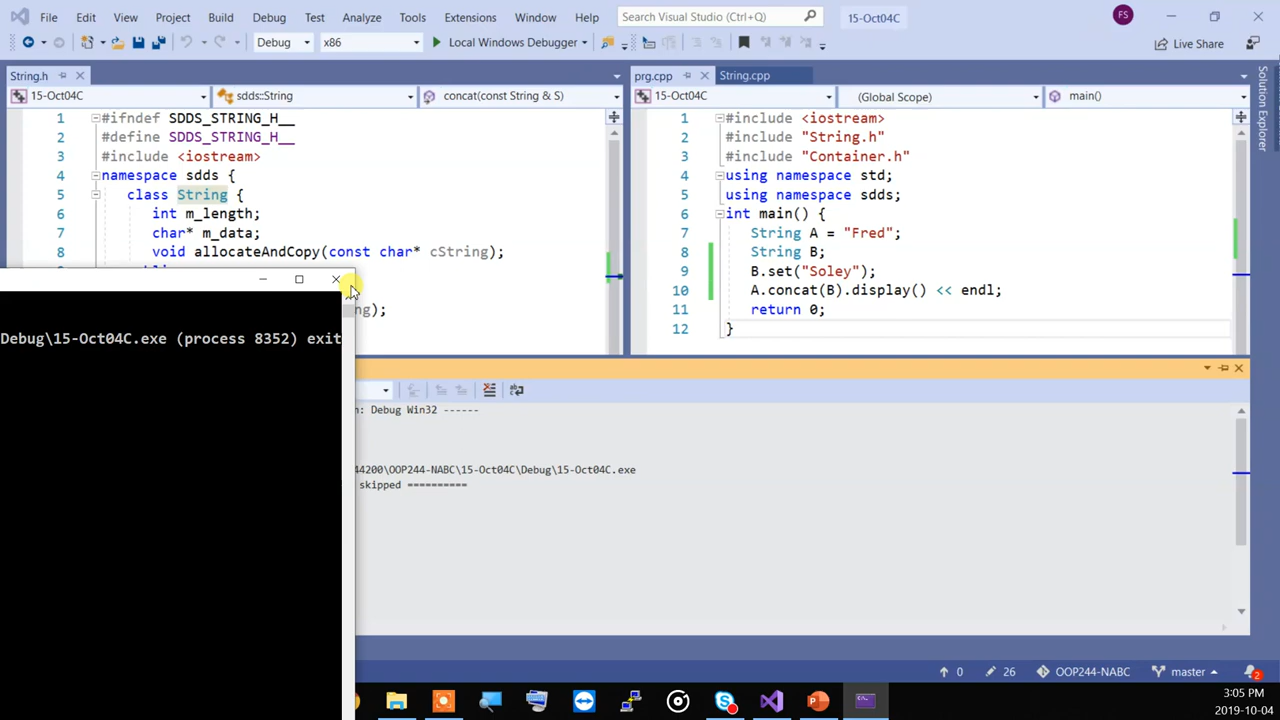 File Edit View Project Build Debug Test Analyze Tools Extensions Window Help Search Visual Studio (Ctrl+Q) 15-Oct04C FS
Debug x86 Local Windows Debugger Live Share
String.h
15-Oct04C sdds::String concat(const String & S)
1 #ifndef SDDS_STRING_H__
2 #define SDDS_STRING_H__
3 #include <iostream>
4 namespace sdds {
5 class String {
6 int m_length;
7 char* m_data;
8 void allocateAndCopy(const char* cString);
ng);
prg.cpp String.cpp
15-Oct04C (Global Scope) main()
1 #include <iostream>
2 #include "String.h"
3 #include "Container.h"
4 using namespace std;
5 using namespace sdds;
6 int main() {
7 String A = "Fred";
8 String B;
9 B.set("Soley");
10 A.concat(B).display() << endl;
11 return 0;
12 }
Solution Explorer
Debug\15-Oct04C.exe (process 8352) exit
n: Debug Win32 ------
44200\OOP244-NABC\15-Oct04C\Debug\15-Oct04C.exe
skipped ==========
0 26 OOP244-NABC master 2
3:05 PM
2019-10-04